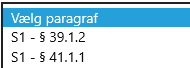 Vælg paragraf
S1 - § 39.1.2
S1 - § 41.1.1